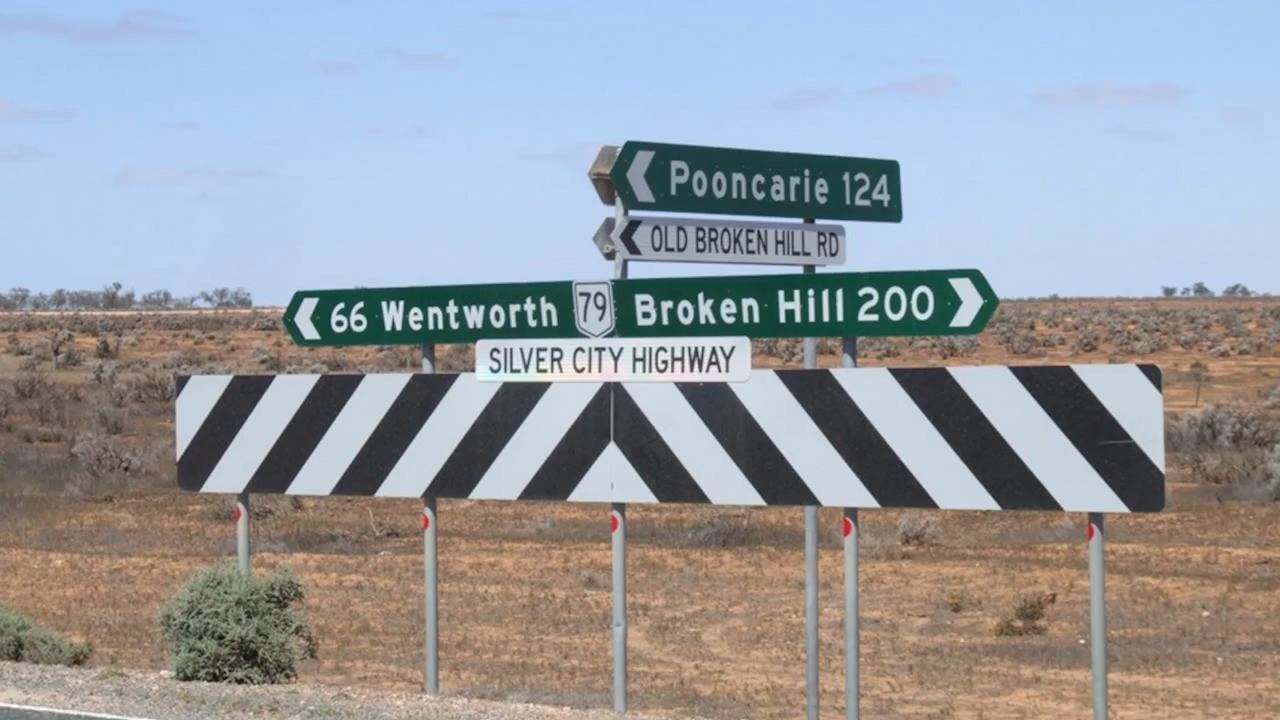 Pooncarie 124
OLD BROKEN HILL RD
66 Wentworth 79 Broken Hill 200
SILVER CITY HIGHWAY